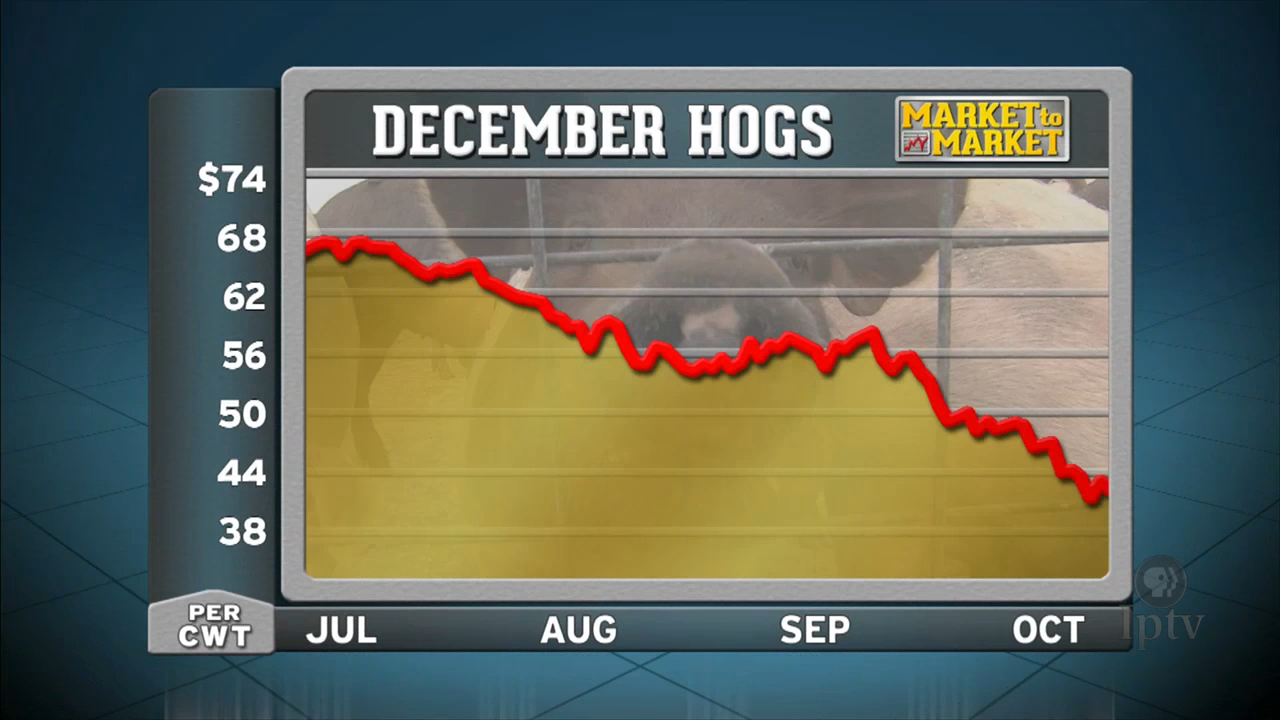 DECEMBER HOGS
MARKET to
MARKET
$74
68
62
56
50
44
38
PER
CWT
JUL AUG SEP OCT
iptv